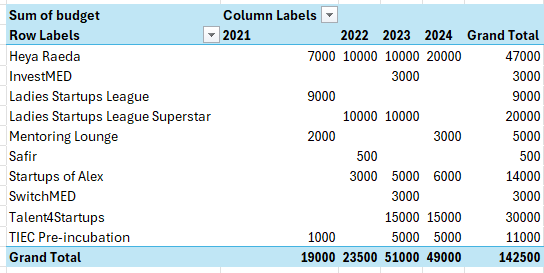 Sum of budget Column Labels
Row Labels 2021 2022 2023 2024 Grand Total
Heya Raeda 7000 10000 10000 20000 47000
InvestMED 3000 3000
Ladies Startups League 9000 9000
Ladies Startups League Superstar 10000 10000 20000
Mentoring Lounge 2000 3000 5000
Safir 500 500
Startups of Alex 3000 5000 6000 14000
SwitchMED 3000 3000
Talent4Startups 15000 15000 30000
TIEC Pre-incubation 1000 5000 5000 11000
Grand Total 19000 23500 51000 49000 142500